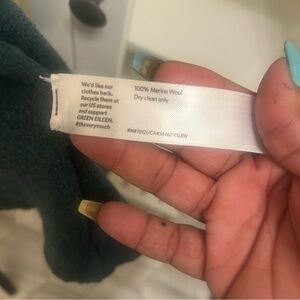 We'd like our
clothes back.
Recycle them at
our US stores
and support
GREEN EILEEN.
#theverymuch
100% Merino Wool
Dry clean only